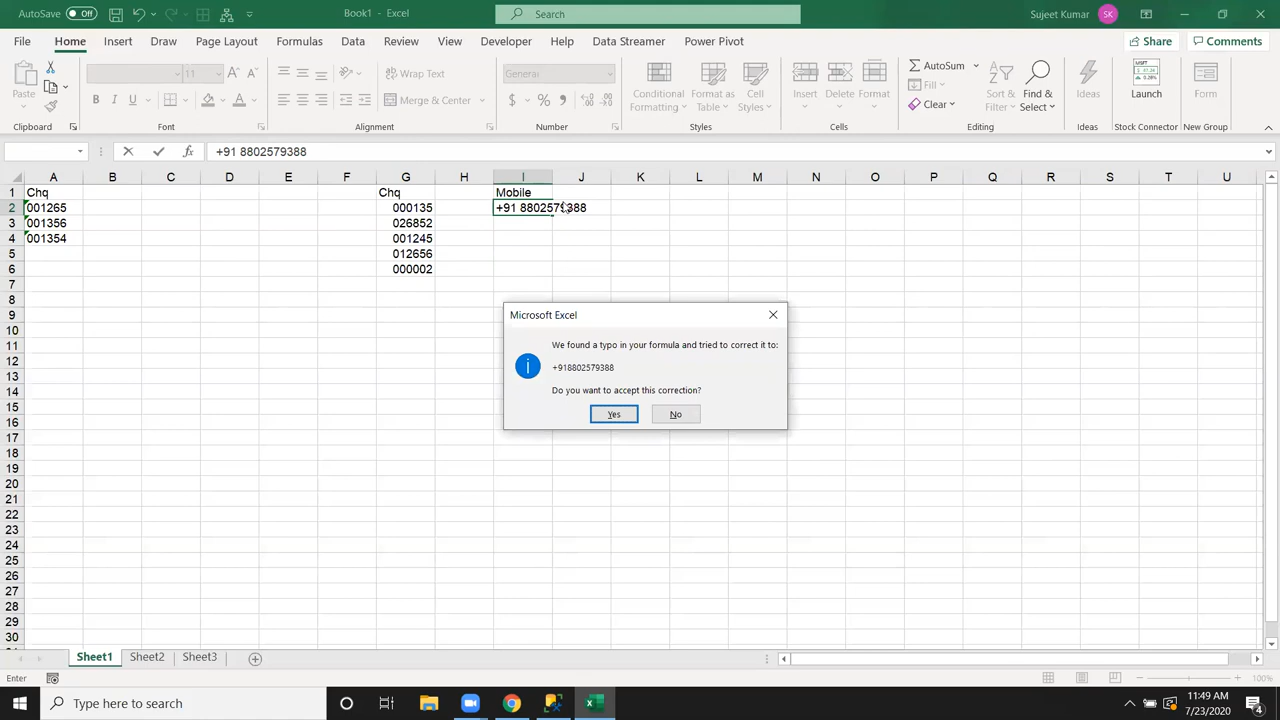 AutoSave Off Book1 - Excel Search Sujeet Kumar SK
File Home Insert Draw Page Layout Formulas Data Review View Developer Help Data Streamer Power Pivot Share Comments
Paste 11 Wrap Text General AutoSum
B I U Merge & Center $ % Conditional Formatting Format as Table Cell Styles Insert Delete Format Fill Clear Sort & Filter Find & Select Ideas Launch Form
Clipboard Font Alignment Number Styles Cells Editing Ideas Stock Connector New Group
fx +91 8802579388
A B C D E F G H I J K L M N O P Q R S T U
1 Chq Chq Mobile
2 001265 000135 +91 8802579388
3 001356 026852
4 001354 001245
5 012656
6 000002
7
8
9
10
11
12
13
14
15
16
17
18
19
20
21
22
23
24
25
26
27
28
29
30
Microsoft Excel
We found a typo in your formula and tried to correct it to:
+918802579388
Do you want to accept this correction?
Yes No
Sheet1 Sheet2 Sheet3
Enter 100%
Type here to search 11:49 AM
7/23/2020 4